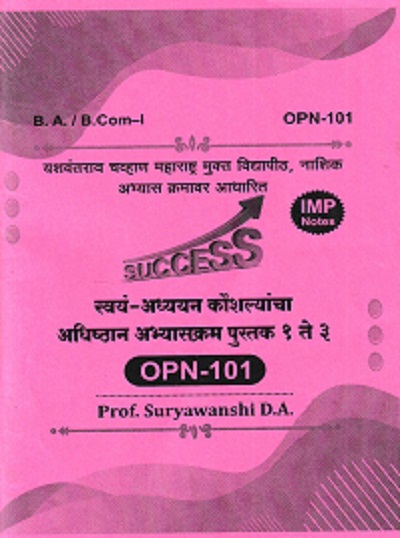 B. A. / B.Com–I
OPN-101
यशवंतराव चव्हाण महाराष्ट्र मुक्त विद्यापीठ, नाशिक
अभ्यास क्रमावर आधारित
IMP
Notes
SUCCESS
स्वयं-अध्ययन कौशल्यांचा
अधिष्ठान अभ्यासक्रम पुस्तक १ ते ३
OPN-101
Prof. Suryawanshi D.A.